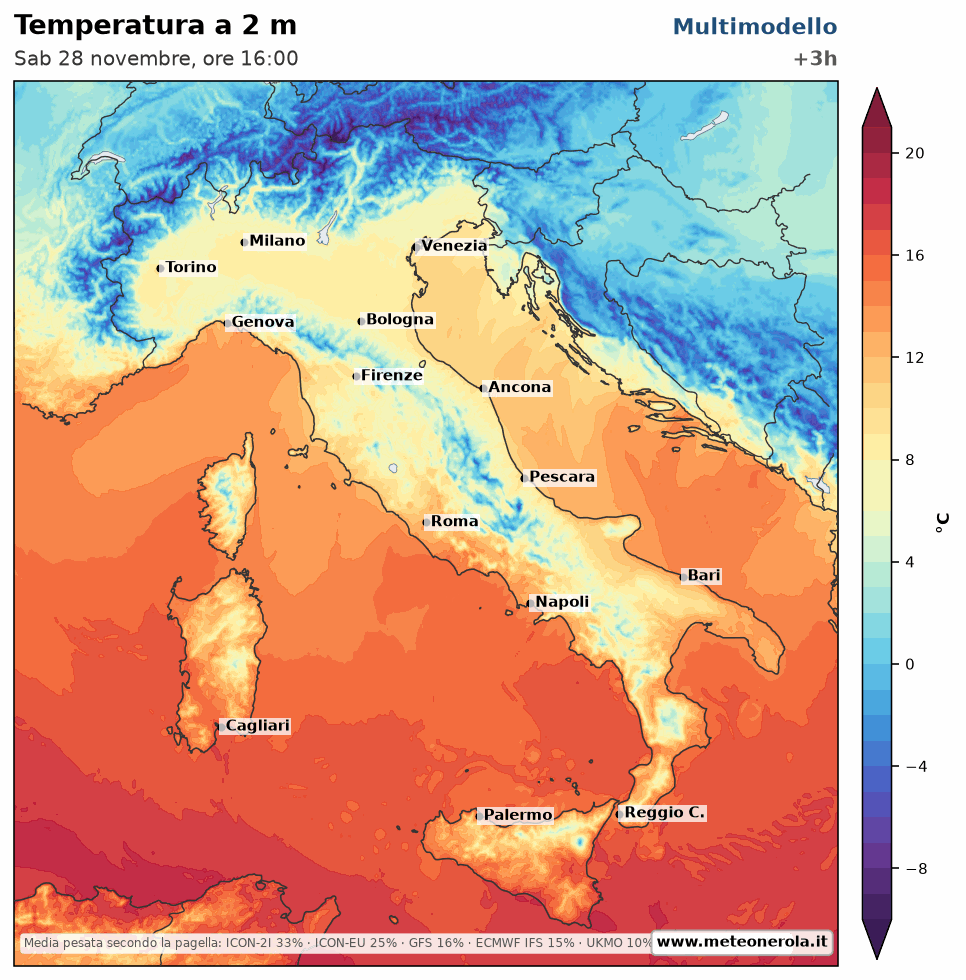 Temperatura a 2 m
Multimodello
Sab 28 novembre, ore 16:00
+3h
Milano
Venezia
Torino
Genova
Bologna
Firenze
Ancona
Pescara
Roma
Bari
Napoli
Cagliari
Palermo
Reggio C.
20
16
12
8
4
0
−4
−8
°C
Media pesata secondo la pagella: ICON-2I 33% · ICON-EU 25% · GFS 16% · ECMWF IFS 15% · UKMO 10%
www.meteonerola.it